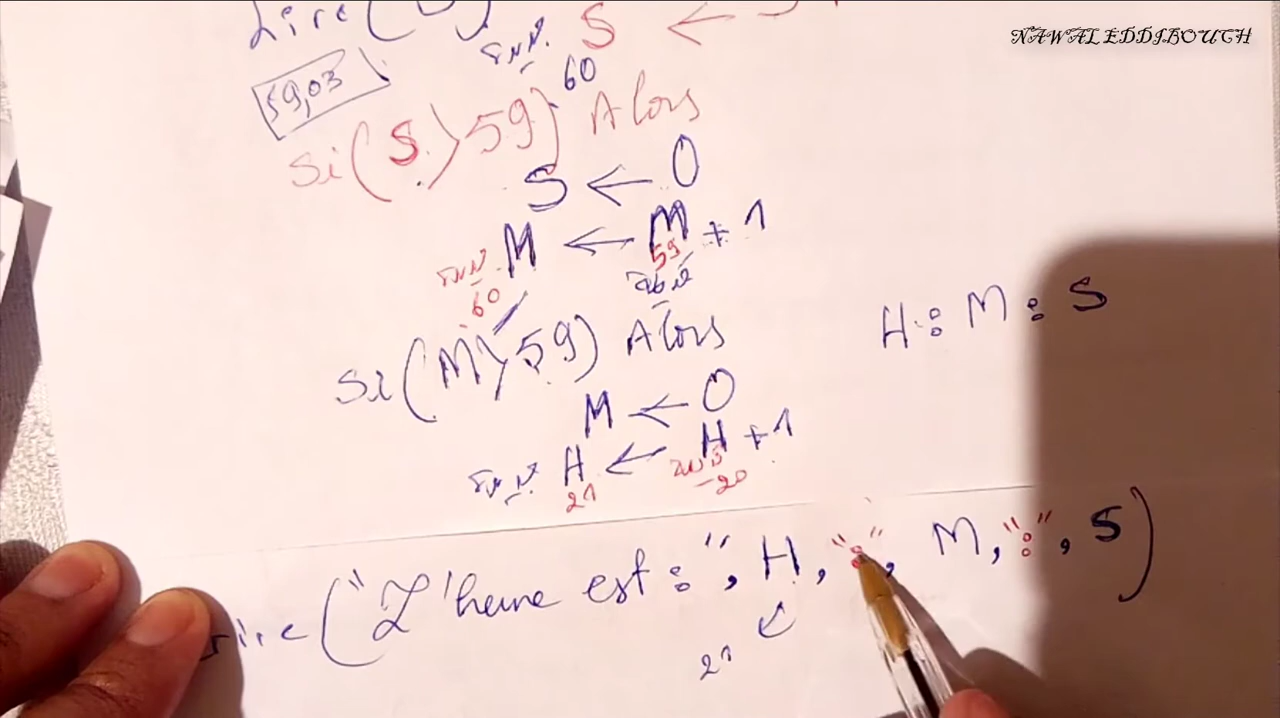 NAWAL EDDIBOUCH
Lire(
S ←
60
59,03
Si(S>59) Alors
S ← 0
M ← M + 1
59
60
Si(M>59) Alors
H : M : S
M ← 0
H ← H + 1
21
20
("L'heure est : ", H, ":", M, ":", S)
21